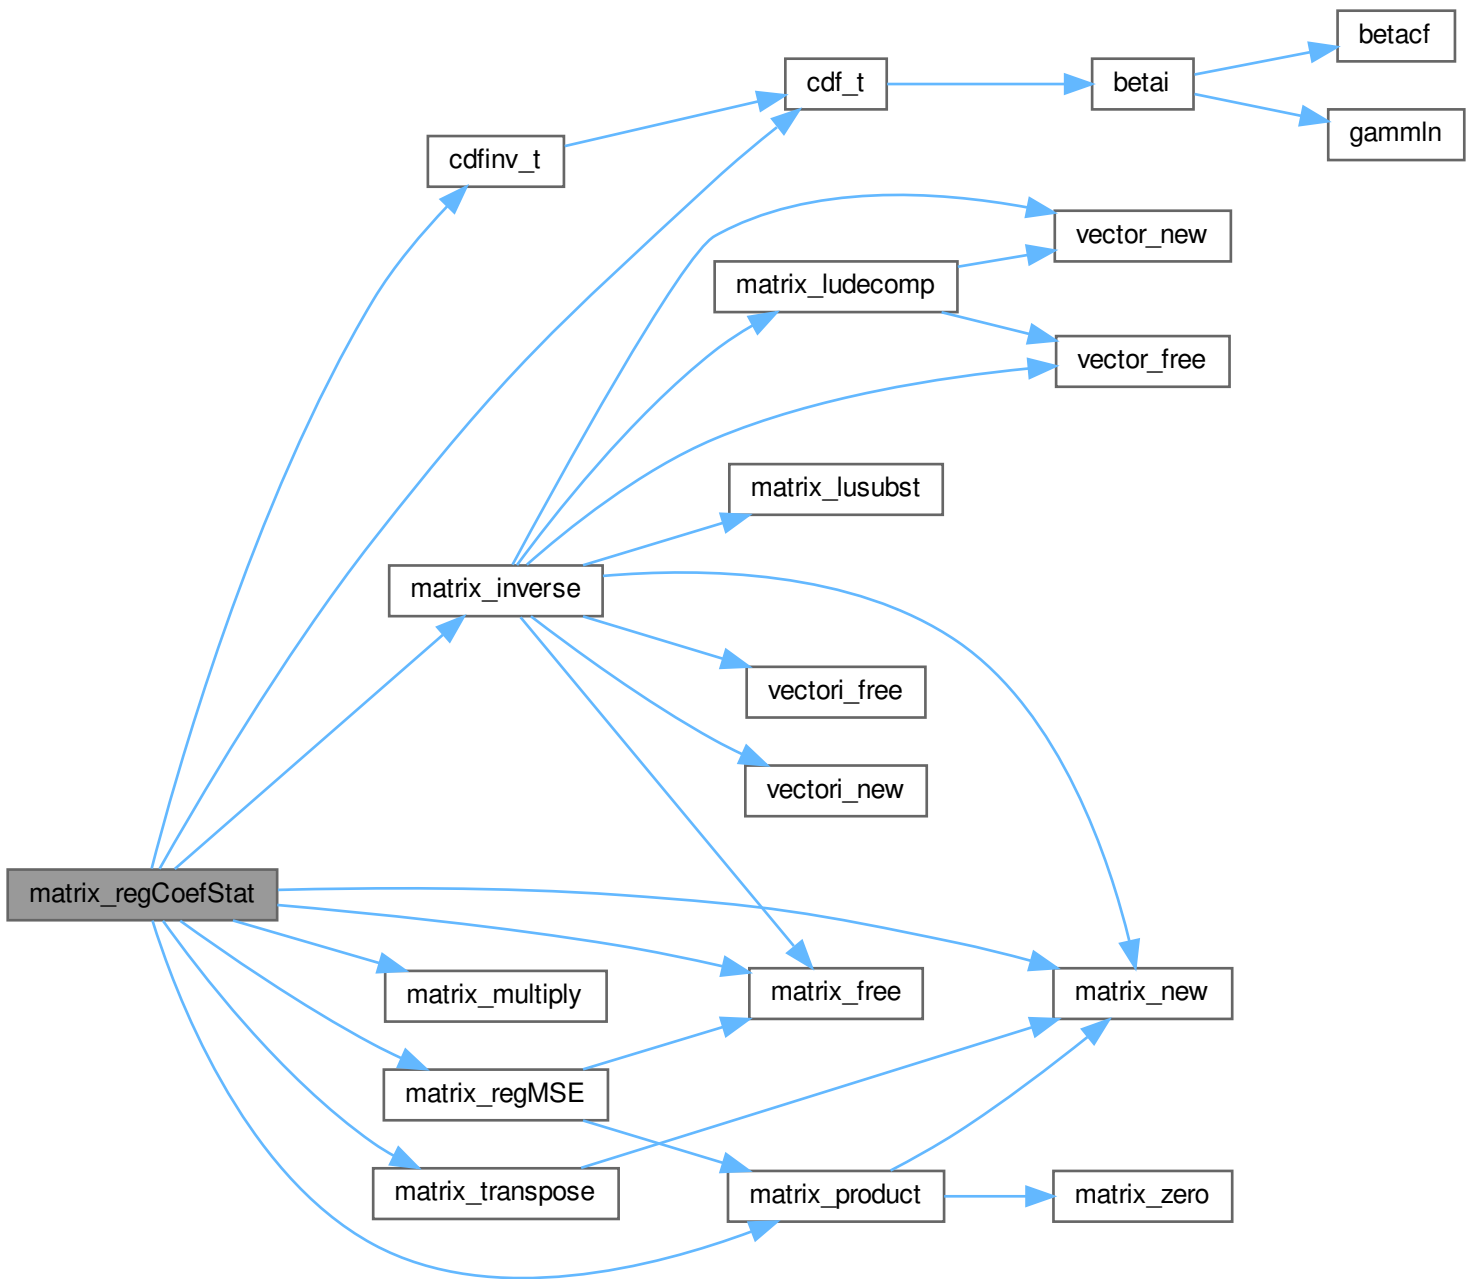 betacf
cdf_t
betai
gammln
cdfinv_t
vector_new
matrix_ludecomp
vector_free
matrix_lusubst
matrix_inverse
vectori_free
vectori_new
matrix_regCoefStat
matrix_multiply
matrix_free
matrix_new
matrix_regMSE
matrix_transpose
matrix_product
matrix_zero